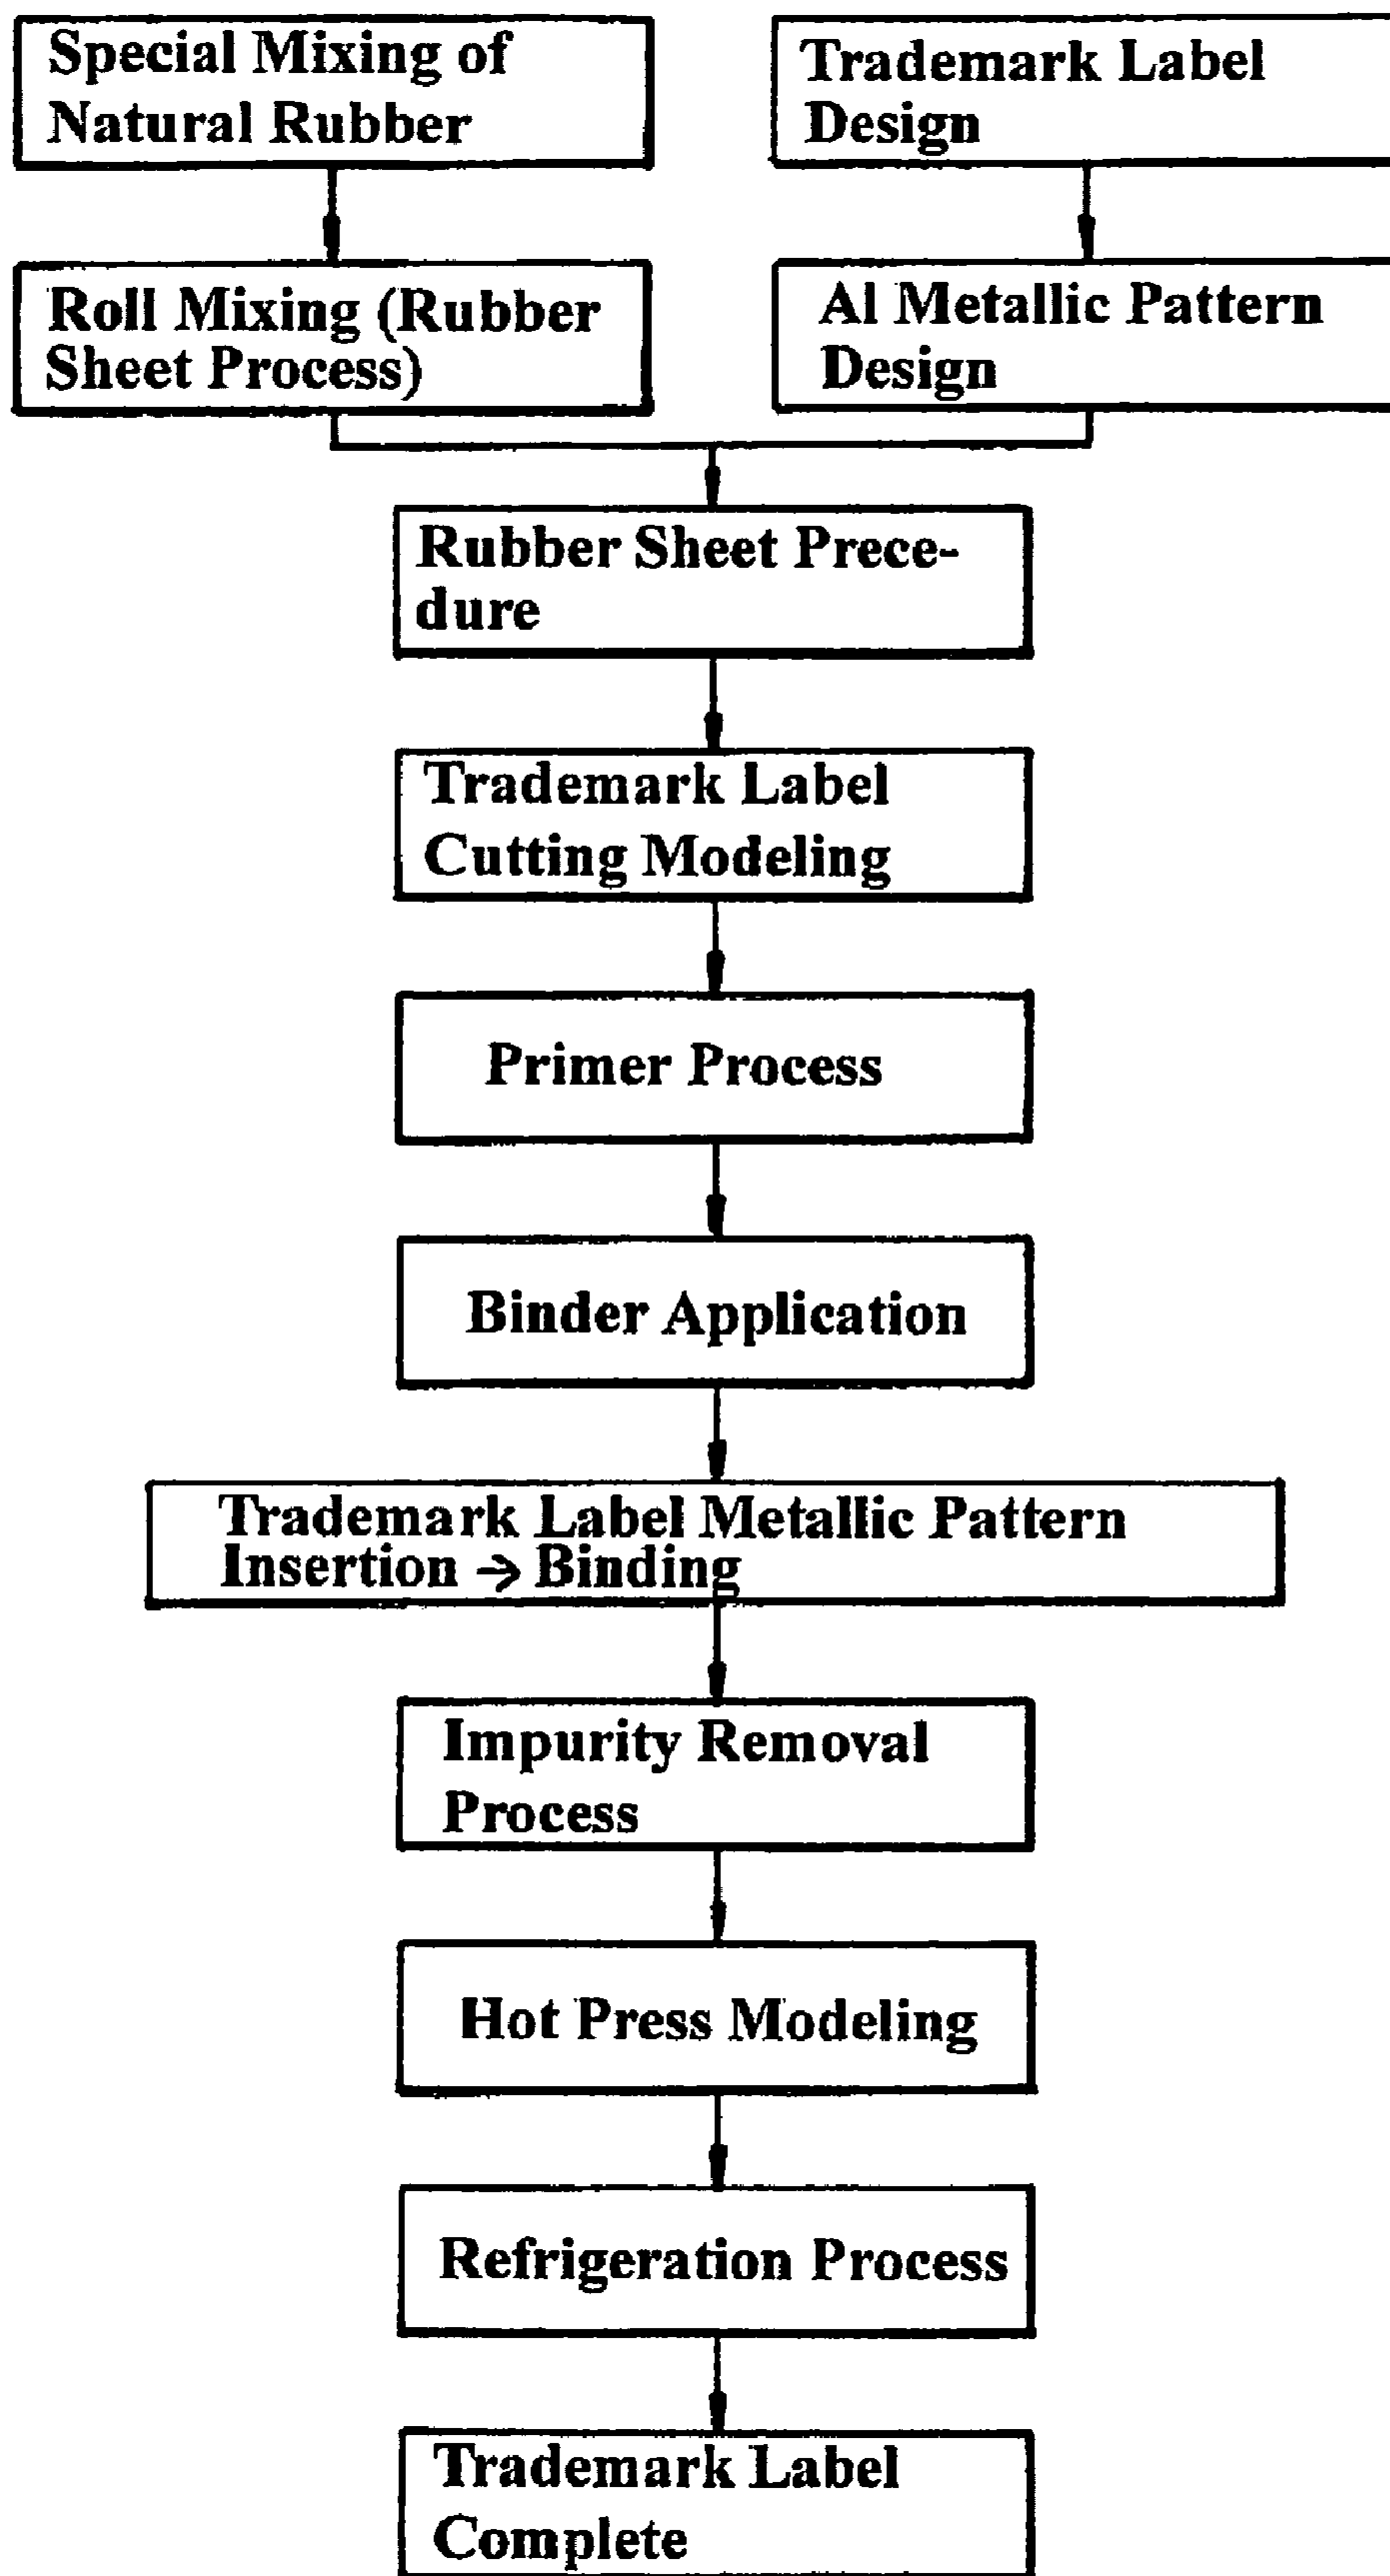 Special Mixing of
Natural Rubber
Trademark Label
Design
Roll Mixing (Rubber
Sheet Process)
Al Metallic Pattern
Design
Rubber Sheet Prece-
dure
Trademark Label
Cutting Modeling
Primer Process
Binder Application
Trademark Label Metallic Pattern
Insertion → Binding
Impurity Removal
Process
Hot Press Modeling
Refrigeration Process
Trademark Label
Complete